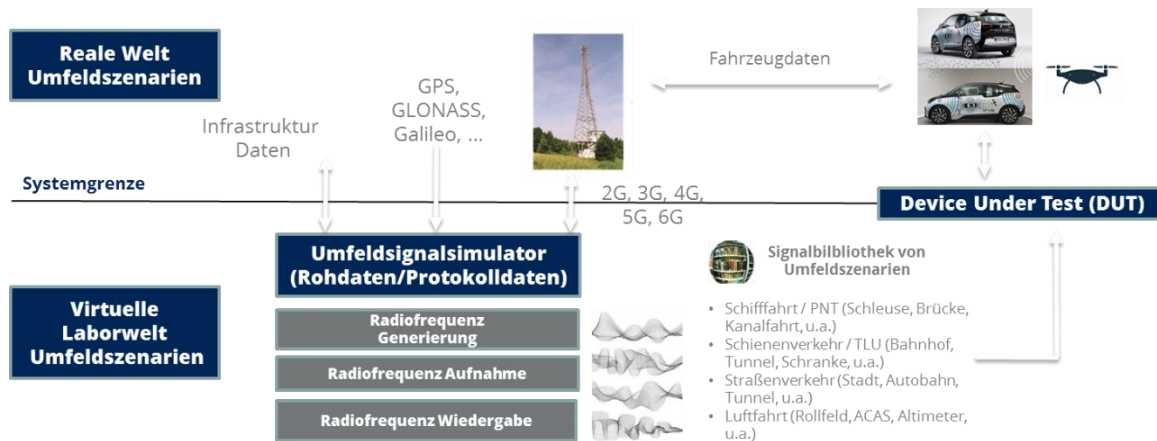 Reale Welt
Umfeldszenarien
Infrastruktur
Daten
GPS,
GLONASS,
Galileo, ...
Fahrzeugdaten
Systemgrenze
2G, 3G, 4G,
5G, 6G
Device Under Test (DUT)
Virtuelle
Laborwelt
Umfeldszenarien
Umfeldsignalsimulator
(Rohdaten/Protokolldaten)
Radiofrequenz
Generierung
Radiofrequenz Aufnahme
Radiofrequenz Wiedergabe
Signalbilbliothek von
Umfeldszenarien
• Schifffahrt / PNT (Schleuse, Brücke,
Kanalfahrt, u.a.)
• Schienenverkehr / TLU (Bahnhof,
Tunnel, Schranke, u.a.)
• Straßenverkehr (Stadt, Autobahn,
Tunnel, u.a.)
• Luftfahrt (Rollfeld, ACAS, Altimeter,
u.a.)